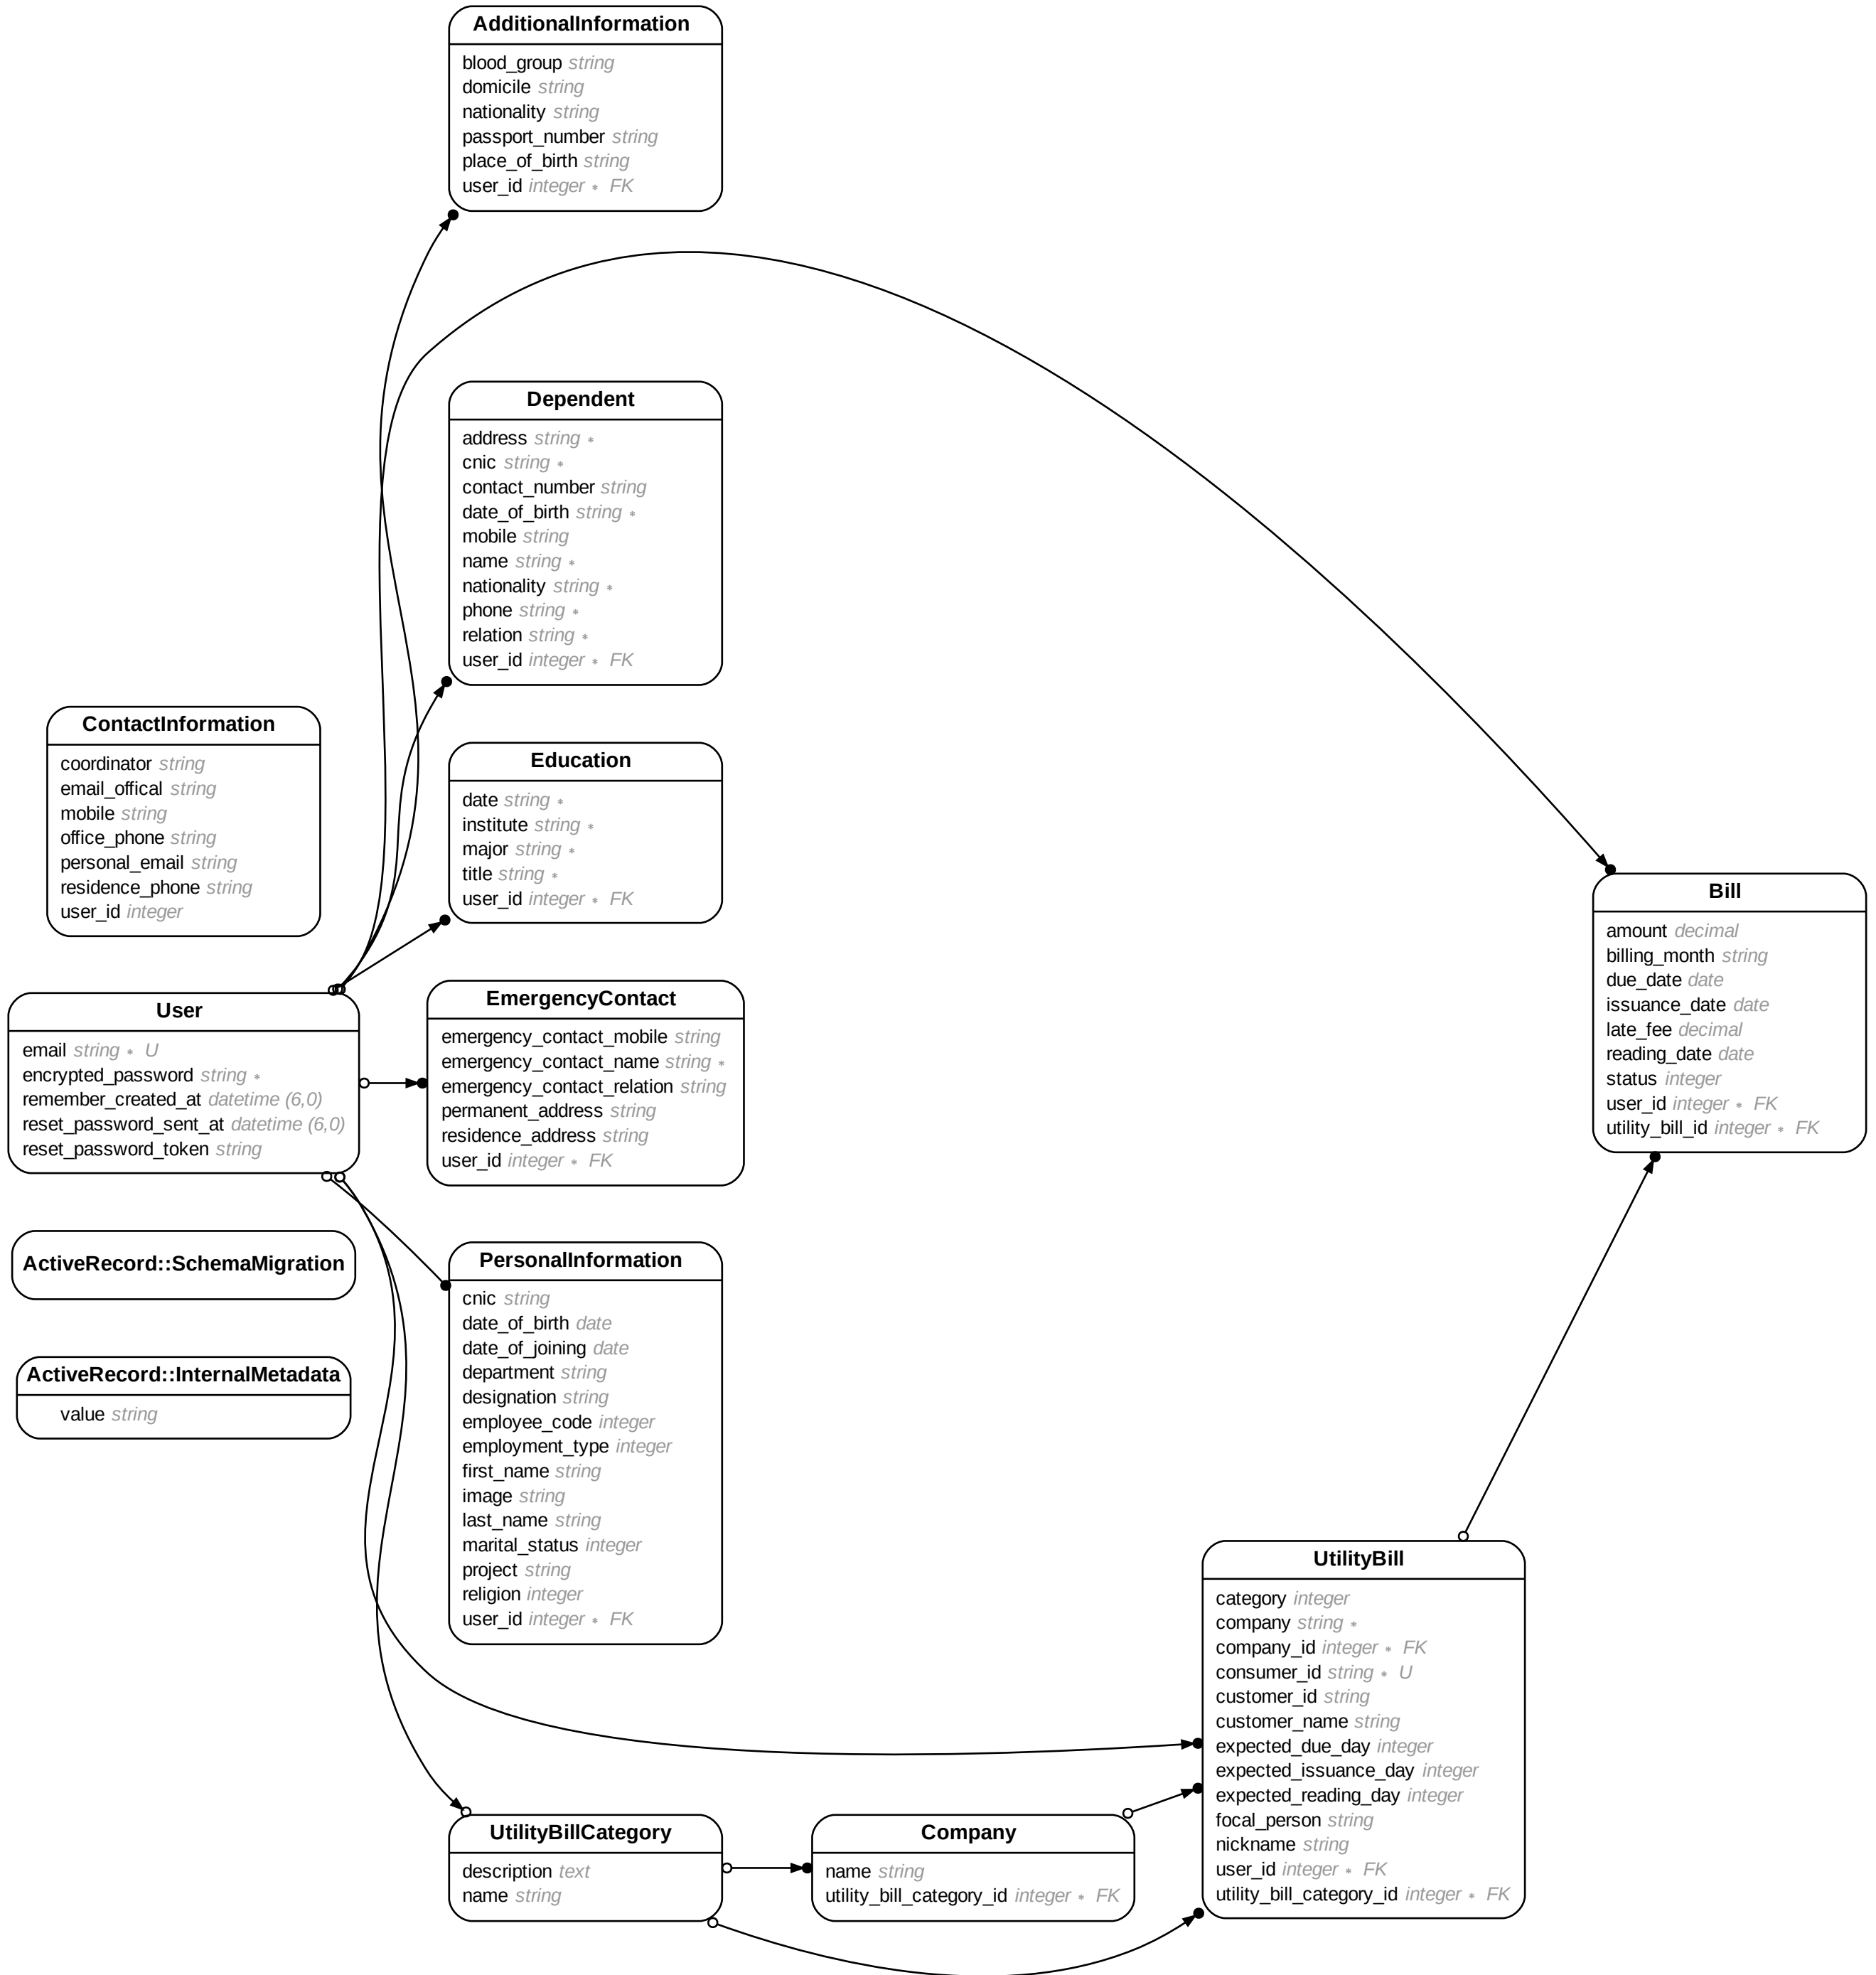 AdditionalInformation
blood_group string
domicile string
nationality string
passport_number string
place_of_birth string
user_id integer ∗ FK
Dependent
address string ∗
cnic string ∗
contact_number string
date_of_birth string ∗
mobile string
name string ∗
nationality string ∗
phone string ∗
relation string ∗
user_id integer ∗ FK
ContactInformation
coordinator string
email_offical string
mobile string
office_phone string
personal_email string
residence_phone string
user_id integer
Education
date string ∗
institute string ∗
major string ∗
title string ∗
user_id integer ∗ FK
Bill
amount decimal
billing_month string
due_date date
issuance_date date
late_fee decimal
reading_date date
status integer
user_id integer ∗ FK
utility_bill_id integer ∗ FK
User
email string ∗ U
encrypted_password string ∗
remember_created_at datetime (6,0)
reset_password_sent_at datetime (6,0)
reset_password_token string
EmergencyContact
emergency_contact_mobile string
emergency_contact_name string ∗
emergency_contact_relation string
permanent_address string
residence_address string
user_id integer ∗ FK
ActiveRecord::SchemaMigration
ActiveRecord::InternalMetadata
value string
PersonalInformation
cnic string
date_of_birth date
date_of_joining date
department string
designation string
employee_code integer
employment_type integer
first_name string
image string
last_name string
marital_status integer
project string
religion integer
user_id integer ∗ FK
UtilityBill
category integer
company string ∗
company_id integer ∗ FK
consumer_id string ∗ U
customer_id string
customer_name string
expected_due_day integer
expected_issuance_day integer
expected_reading_day integer
focal_person string
nickname string
user_id integer ∗ FK
utility_bill_category_id integer ∗ FK
UtilityBillCategory
description text
name string
Company
name string
utility_bill_category_id integer ∗ FK